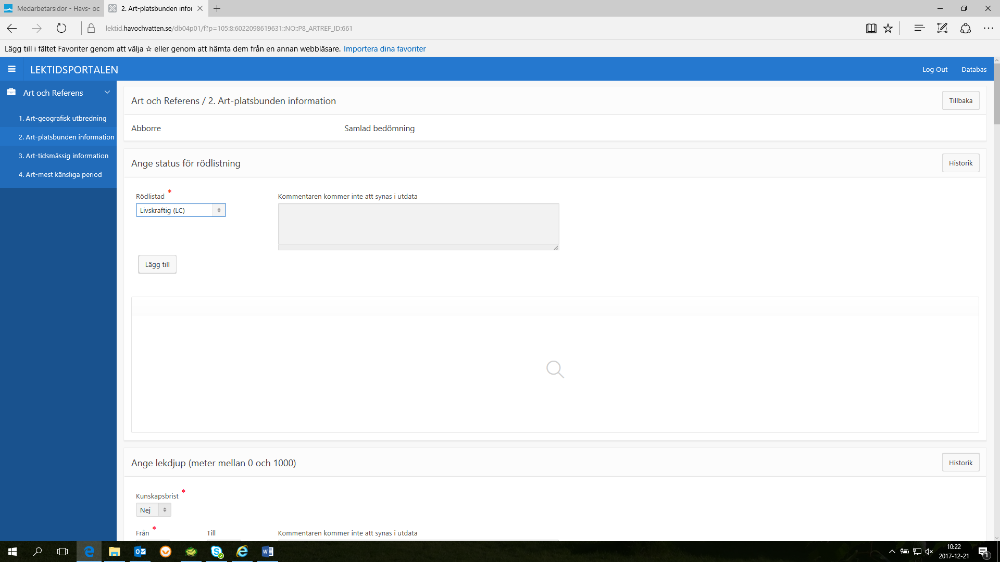 Medarbetarsidor - Havs- oc
2. Art-platsbunden infor
lektid.havochvatten.se/db04p01/f?p=105:8:6022098619631::NO::P8_ARTREF_ID:661
Lägg till i fältet Favoriter genom att välja ☆ eller genom att hämta dem från en annan webbläsare. Importera dina favoriter
LEKTIDSPORTALEN
Log Out
Databas
Art och Referens
1. Art-geografisk utbredning
2. Art-platsbunden information
3. Art-tidsmässig information
4. Art-mest känsliga period
Art och Referens / 2. Art-platsbunden information
Tillbaka
Abborre
Samlad bedömning
Ange status för rödlistning
Historik
Rödlistad *
Kommentaren kommer inte att synas i utdata
Livskraftig (LC)
Lägg till
Ange lekdjup (meter mellan 0 och 1000)
Historik
Kunskapsbrist *
Nej
Från *
Till
Kommentaren kommer inte att synas i utdata
10:22
2017-12-21
1